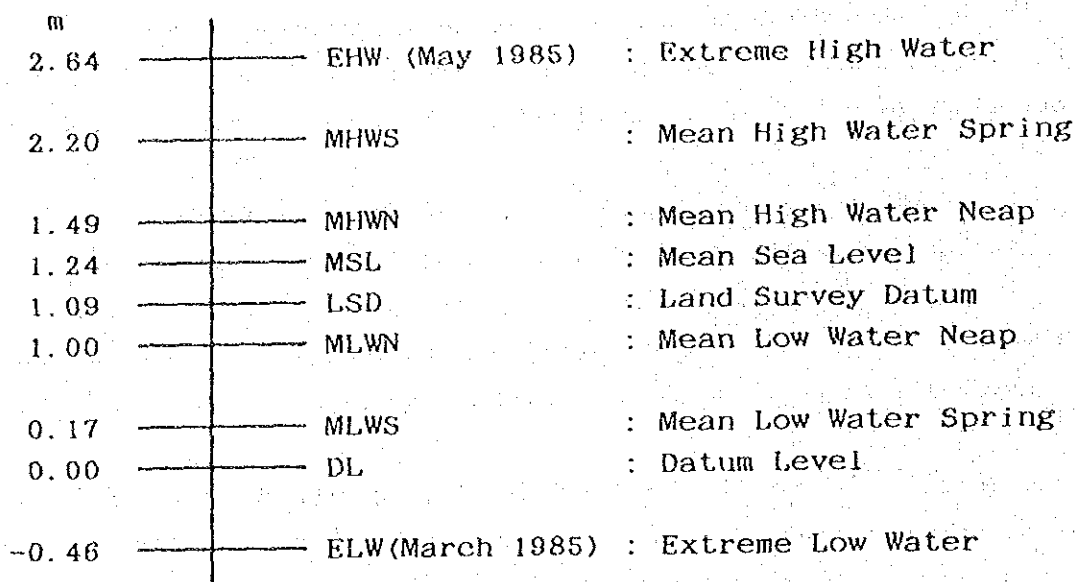 m
2.64 EHW (May 1985) : Extreme High Water
2.20 MHWS : Mean High Water Spring
1.49 MHWN : Mean High Water Neap
1.24 MSL : Mean Sea Level
1.09 LSD : Land Survey Datum
1.00 MLWN : Mean Low Water Neap
0.17 MLWS : Mean Low Water Spring
0.00 DL : Datum Level
-0.46 ELW(March 1985) : Extreme Low Water